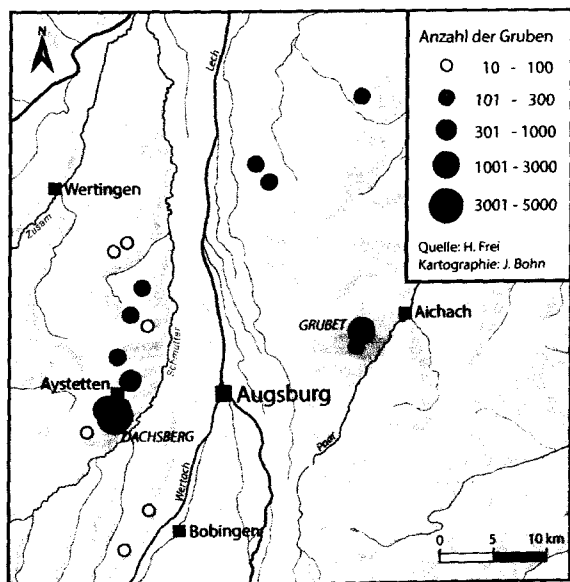 N
Anzahl der Gruben
10 - 100
101 - 300
301 - 1000
1001 - 3000
3001 - 5000
Quelle: H. Frei
Kartographie: J. Bohn
Lech
Wertingen
Zusam
Schmutter
GRUBET
Aichach
Aystetten
Augsburg
DACHSBERG
Paar
Wertach
Bobingen
0 5 10 km